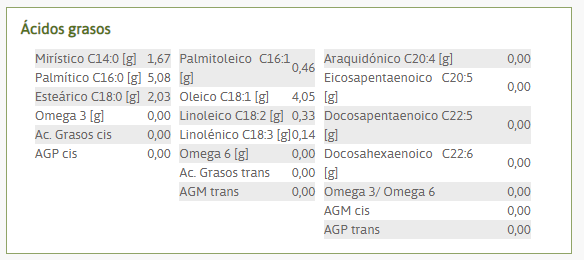 Ácidos grasos
Mirístico C14:0 [g] 1,67
Palmítico C16:0 [g] 5,08
Esteárico C18:0 [g] 2,03
Omega 3 [g] 0,00
Ac. Grasos cis 0,00
AGP cis 0,00
Palmitoleico C16:1
[g] 0,46
Oleico C18:1 [g] 4,05
Linoleico C18:2 [g] 0,33
Linolénico C18:3 [g] 0,14
Omega 6 [g] 0,00
Ac. Grasos trans 0,00
AGM trans 0,00
Araquidónico C20:4 [g] 0,00
Eicosapentaenoico C20:5
[g] 0,00
Docosapentaenoico C22:5
[g] 0,00
Docosahexaenoico C22:6
[g] 0,00
Omega 3/ Omega 6 0,00
AGM cis 0,00
AGP trans 0,00